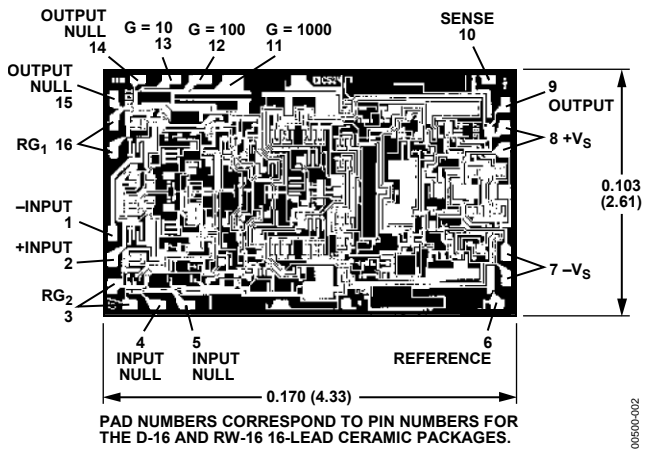 OUTPUT
NULL
14
G = 10
13
G = 100
12
G = 1000
11
SENSE
10
OUTPUT
NULL
15
9
OUTPUT
RG1 16
8 +VS
0.103
(2.61)
–INPUT
1
+INPUT
2
7 –VS
RG2
3
4
INPUT
NULL
5
INPUT
NULL
6
REFERENCE
0.170 (4.33)
PAD NUMBERS CORRESPOND TO PIN NUMBERS FOR
THE D-16 AND RW-16 16-LEAD CERAMIC PACKAGES.
00500-002